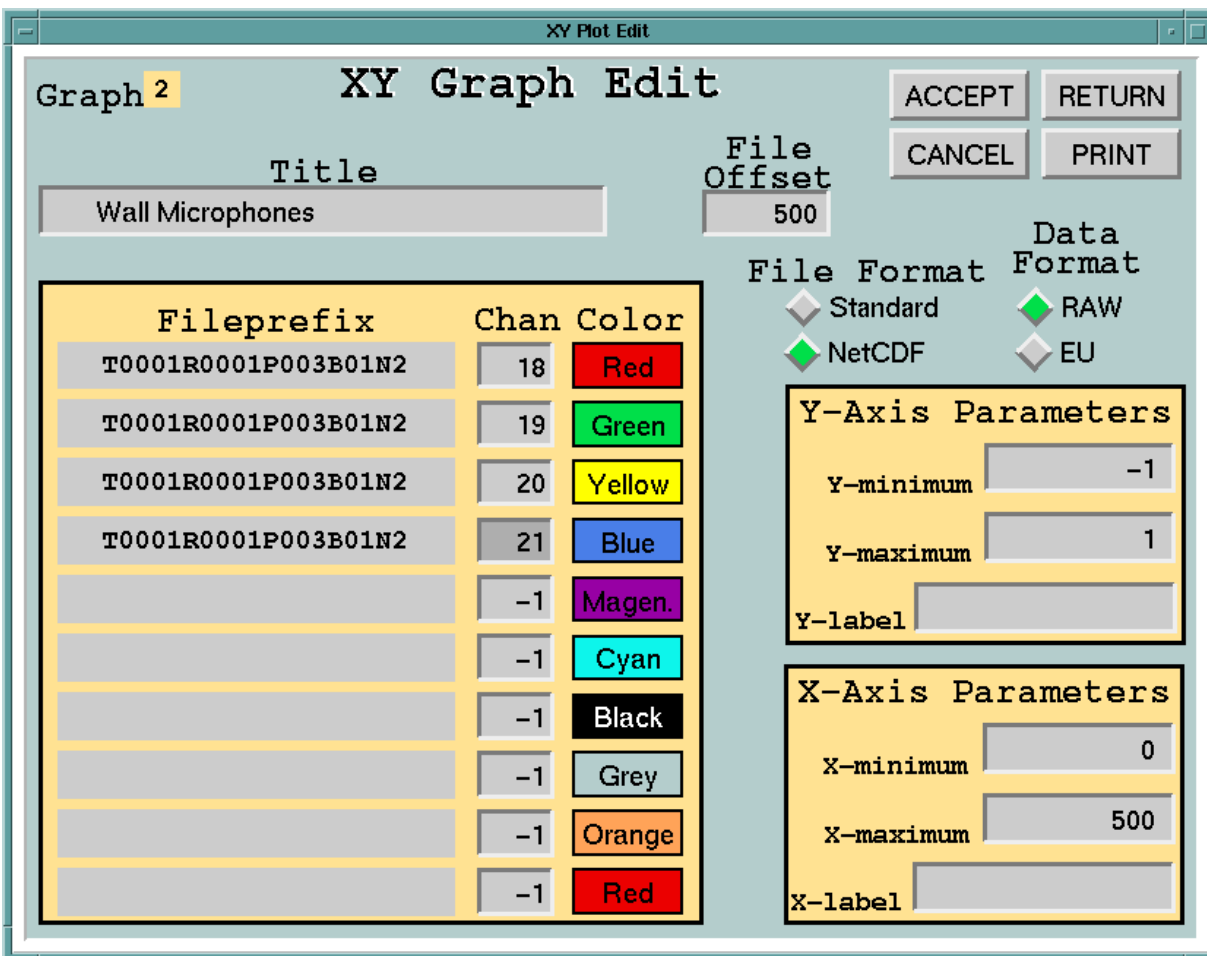 XY Plot Edit
Graph 2
XY Graph Edit
ACCEPT RETURN
CANCEL PRINT
Title
Wall Microphones
File
Offset
500
File Format
Standard
NetCDF
Data
Format
RAW
EU
Fileprefix Chan Color
T0001R0001P003B01N2 18 Red
T0001R0001P003B01N2 19 Green
T0001R0001P003B01N2 20 Yellow
T0001R0001P003B01N2 21 Blue
-1 Magen.
-1 Cyan
-1 Black
-1 Grey
-1 Orange
-1 Red
Y-Axis Parameters
Y-minimum -1
Y-maximum 1
Y-label
X-Axis Parameters
X-minimum 0
X-maximum 500
X-label